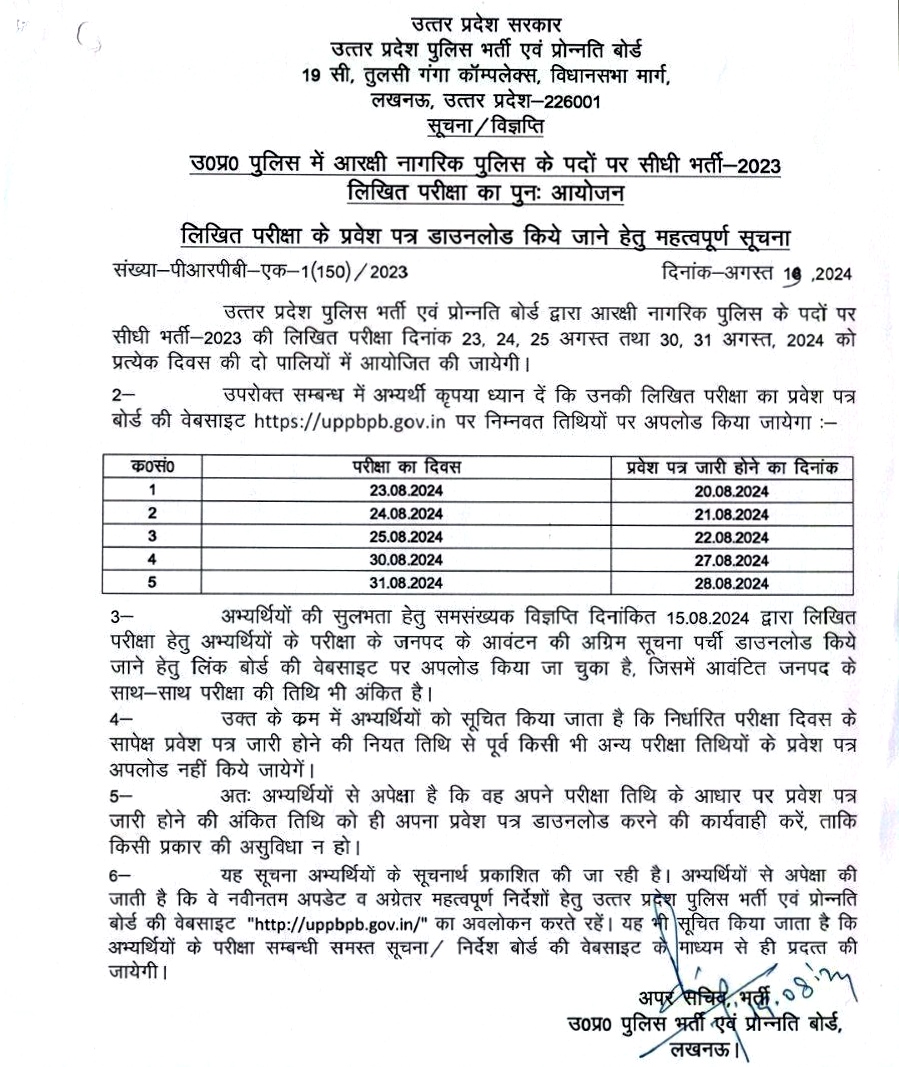 उत्तर प्रदेश सरकार
उत्तर प्रदेश पुलिस भर्ती एवं प्रोन्नति बोर्ड
19 सी, तुलसी गंगा कॉम्पलेक्स, विधानसभा मार्ग,
लखनऊ, उत्तर प्रदेश–226001
सूचना/विज्ञप्ति
उ0प्र0 पुलिस में आरक्षी नागरिक पुलिस के पदों पर सीधी भर्ती–2023
लिखित परीक्षा का पुनः आयोजन
लिखित परीक्षा के प्रवेश पत्र डाउनलोड किये जाने हेतु महत्वपूर्ण सूचना
संख्या–पीआरपीबी–एक–1(150)/2023 दिनांक–अगस्त 19 ,2024
उत्तर प्रदेश पुलिस भर्ती एवं प्रोन्नति बोर्ड द्वारा आरक्षी नागरिक पुलिस के पदों पर
सीधी भर्ती–2023 की लिखित परीक्षा दिनांक 23, 24, 25 अगस्त तथा 30, 31 अगस्त, 2024 को
प्रत्येक दिवस की दो पालियों में आयोजित की जायेगी।
2– उपरोक्त सम्बन्ध में अभ्यर्थी कृपया ध्यान दें कि उनकी लिखित परीक्षा का प्रवेश पत्र
बोर्ड की वेबसाइट https://uppbpb.gov.in पर निम्नवत तिथियों पर अपलोड किया जायेगा :–
क0सं0 परीक्षा का दिवस प्रवेश पत्र जारी होने का दिनांक
1 23.08.2024 20.08.2024
2 24.08.2024 21.08.2024
3 25.08.2024 22.08.2024
4 30.08.2024 27.08.2024
5 31.08.2024 28.08.2024
3– अभ्यर्थियों की सुलभता हेतु समसंख्यक विज्ञप्ति दिनांकित 15.08.2024 द्वारा लिखित
परीक्षा हेतु अभ्यर्थियों के परीक्षा के जनपद के आवंटन की अग्रिम सूचना पर्ची डाउनलोड किये
जाने हेतु लिंक बोर्ड की वेबसाइट पर अपलोड किया जा चुका है, जिसमें आवंटित जनपद के
साथ–साथ परीक्षा की तिथि भी अंकित है।
4– उक्त के क्रम में अभ्यर्थियों को सूचित किया जाता है कि निर्धारित परीक्षा दिवस के
सापेक्ष प्रवेश पत्र जारी होने की नियत तिथि से पूर्व किसी भी अन्य परीक्षा तिथियों के प्रवेश पत्र
अपलोड नहीं किये जायेगें।
5– अतः अभ्यर्थियों से अपेक्षा है कि वह अपने परीक्षा तिथि के आधार पर प्रवेश पत्र
जारी होने की अंकित तिथि को ही अपना प्रवेश पत्र डाउनलोड करने की कार्यवाही करें, ताकि
किसी प्रकार की असुविधा न हो।
6– यह सूचना अभ्यर्थियों के सूचनार्थ प्रकाशित की जा रही है। अभ्यर्थियों से अपेक्षा की
जाती है कि वे नवीनतम अपडेट व अग्रेतर महत्वपूर्ण निर्देशों हेतु उत्तर प्रदेश पुलिस भर्ती एवं प्रोन्नति
बोर्ड की वेबसाइट "http://uppbpb.gov.in/" का अवलोकन करते रहें। यह भी सूचित किया जाता है कि
अभ्यर्थियों के परीक्षा सम्बन्धी समस्त सूचना/ निर्देश बोर्ड की वेबसाइट के माध्यम से ही प्रदत्त की
जायेगी।
अपर सचिव, भर्ती
उ0प्र0 पुलिस भर्ती एवं प्रोन्नति बोर्ड,
लखनऊ।